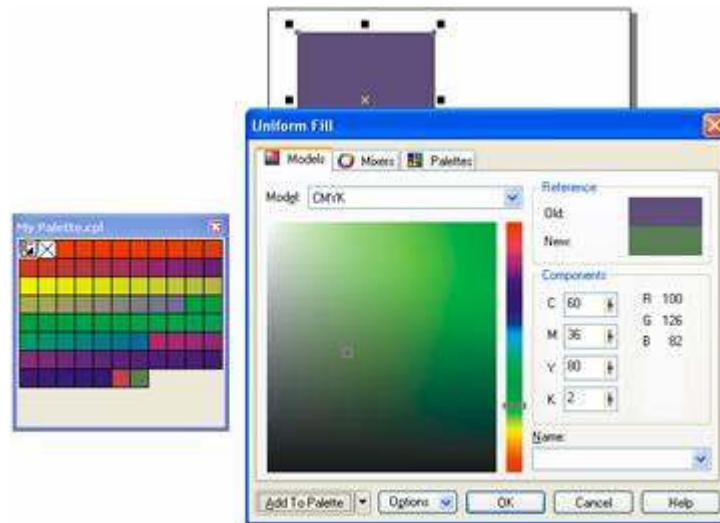 Uniform Fill
Models Mixers Palettes
Model: CMYK
Reference
Old:
New:
My Palette.cpl
Components
C 60 R 100
M 36 G 126
Y 80 B 82
K 2
Name:
Add To Palette Options OK Cancel Help